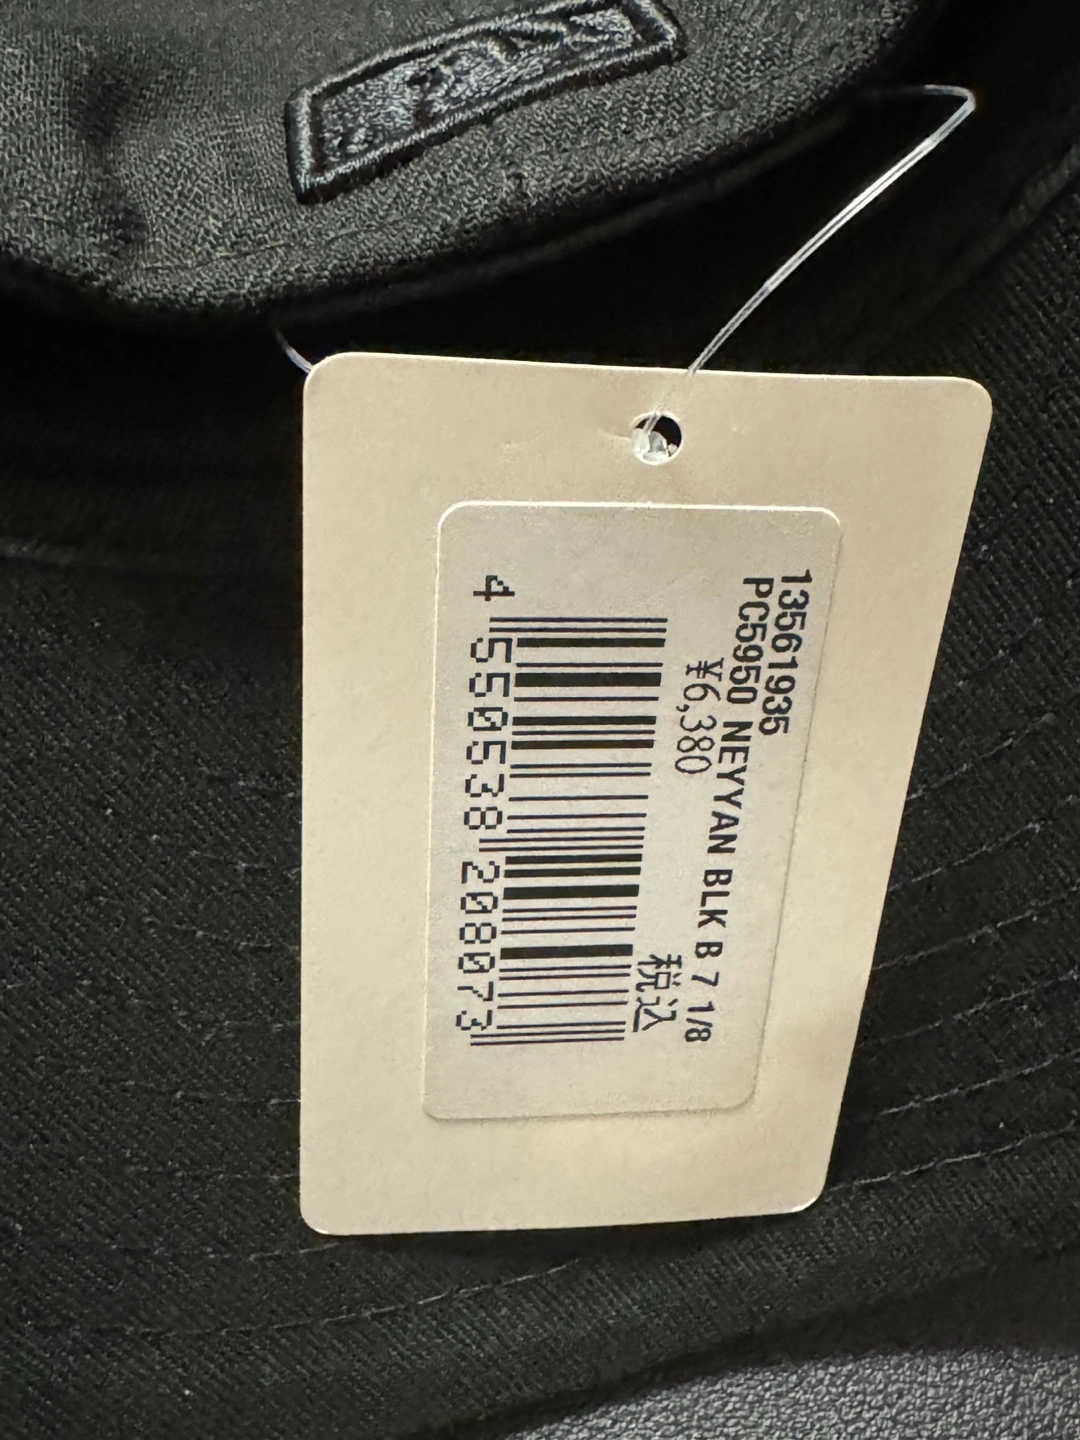 13561935
PC5950 NEYYAN BLK B 7 1/8
¥6,380 税込
4 550538 208073